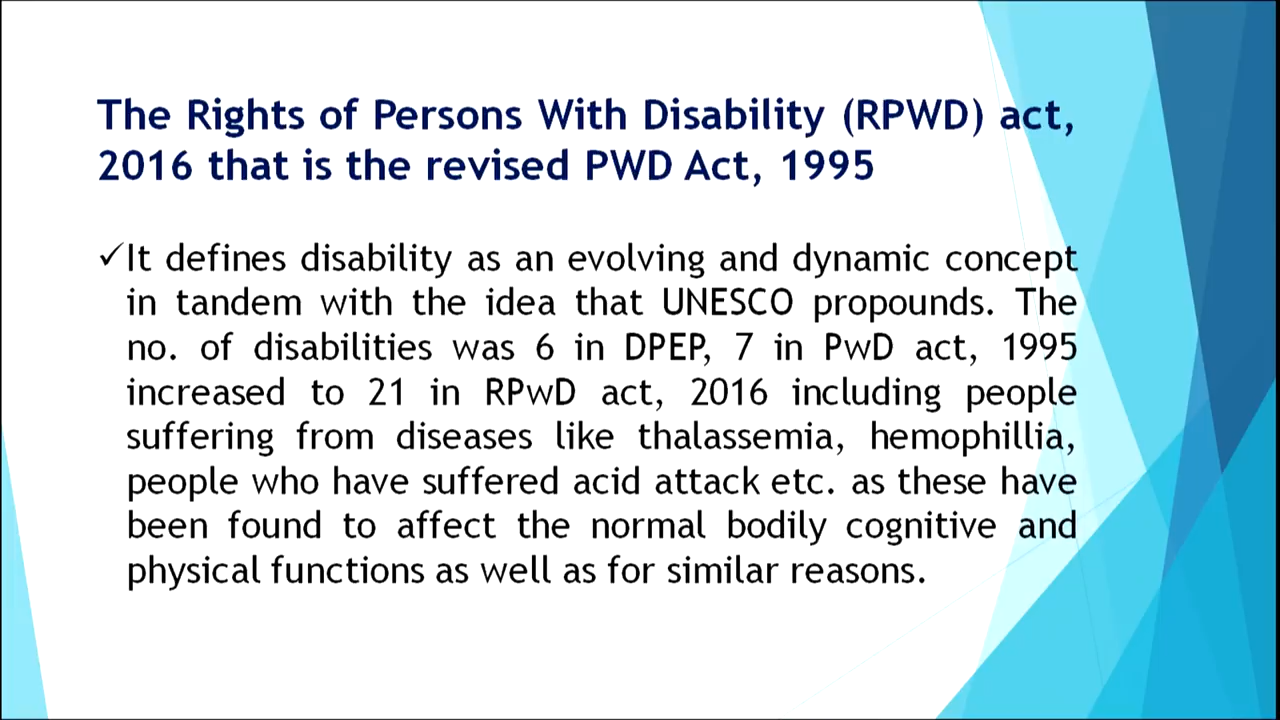 The Rights of Persons With Disability (RPWD) act,
2016 that is the revised PWD Act, 1995
✓It defines disability as an evolving and dynamic concept
in tandem with the idea that UNESCO propounds. The
no. of disabilities was 6 in DPEP, 7 in PwD act, 1995
increased to 21 in RPwD act, 2016 including people
suffering from diseases like thalassemia, hemophillia,
people who have suffered acid attack etc. as these have
been found to affect the normal bodily cognitive and
physical functions as well as for similar reasons.